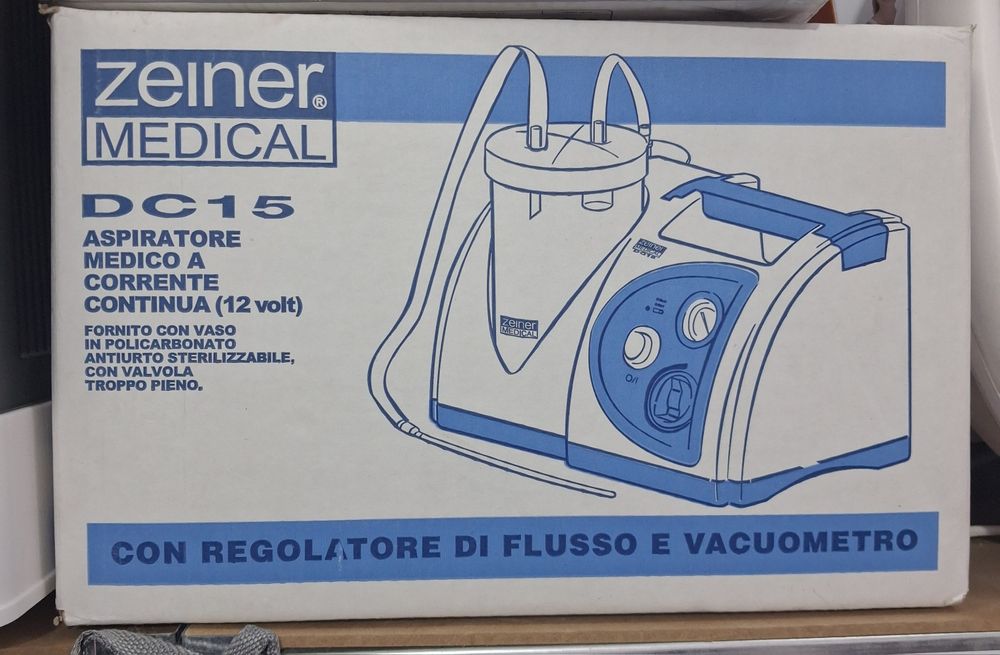 zeiner®
MEDICAL
DC15
ASPIRATORE
MEDICO A
CORRENTE
CONTINUA (12 volt)
FORNITO CON VASO
IN POLICARBONATO
ANTIURTO STERILIZZABILE,
CON VALVOLA
TROPPO PIENO.
zeiner
MEDICAL
zeiner
O/I
CON REGOLATORE DI FLUSSO E VACUOMETRO